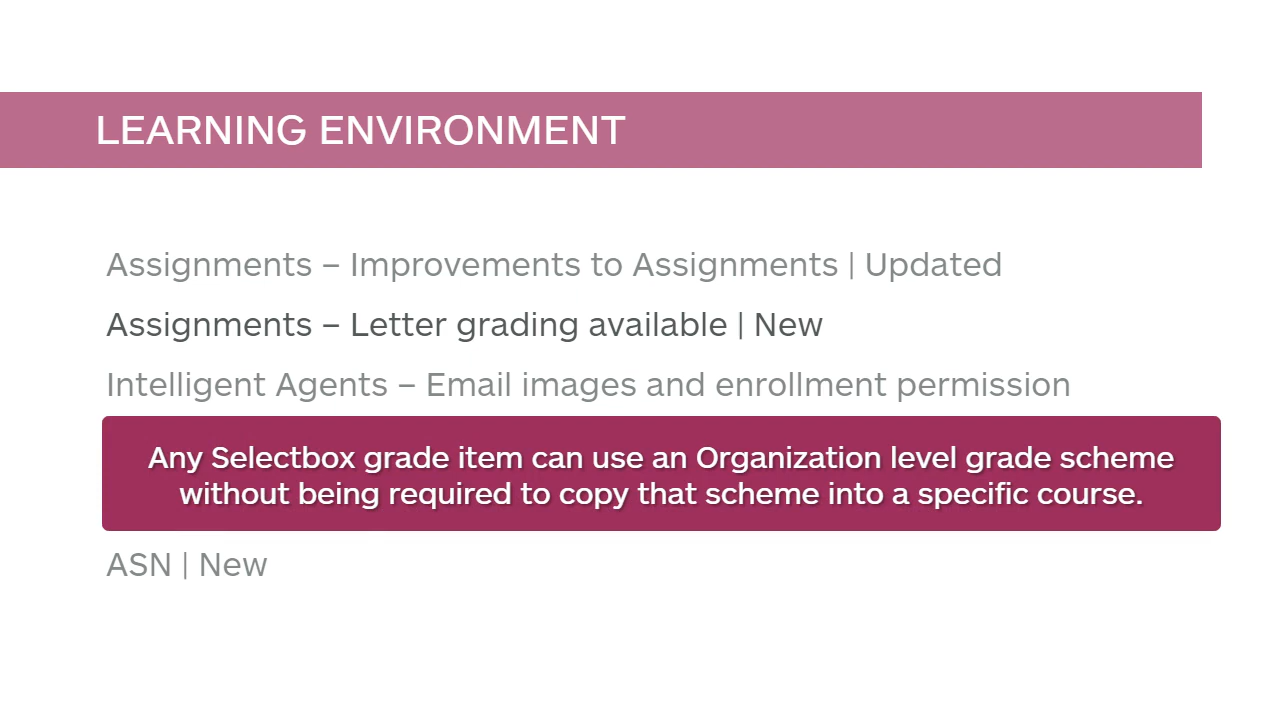 LEARNING ENVIRONMENT
Assignments – Improvements to Assignments | Updated
Assignments – Letter grading available | New
Intelligent Agents – Email images and enrollment permission
Any Selectbox grade item can use an Organization level grade scheme
without being required to copy that scheme into a specific course.
ASN | New